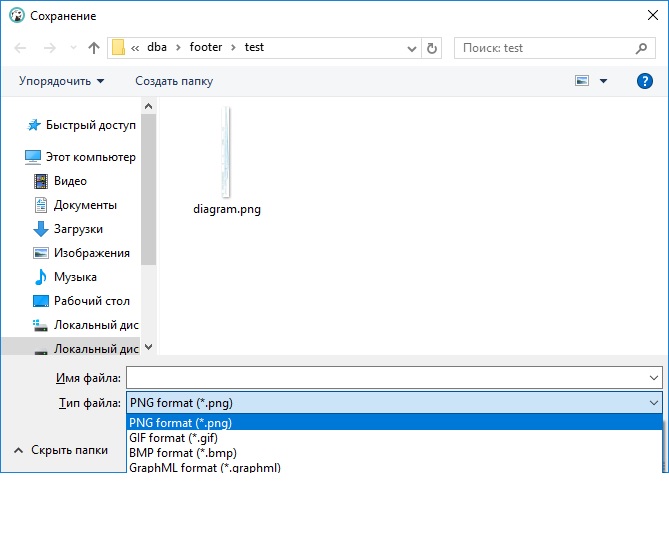 Сохранение
« dba > footer > test
Поиск: test
Упорядочить
Создать папку
?
Быстрый доступ
Этот компьютер
Видео
Документы
Загрузки
Изображения
Музыка
Рабочий стол
Локальный дис
Локальный дис
diagram.png
Имя файла:
Тип файла: PNG format (*.png)
PNG format (*.png)
GIF format (*.gif)
BMP format (*.bmp)
GraphML format (*.graphml)
Скрыть папки